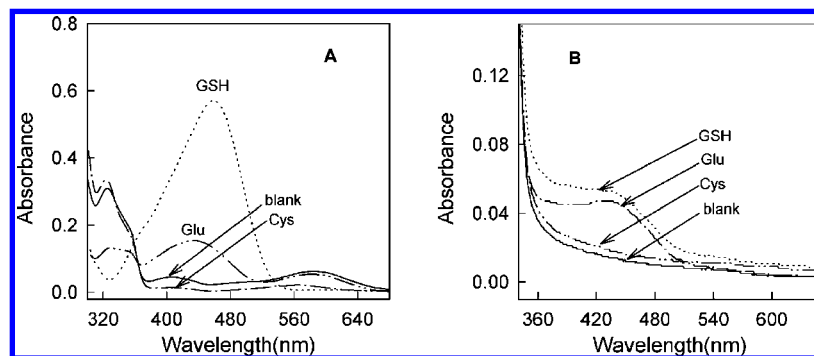 A
0.8
0.6
0.4
0.2
0.0
Absorbance
GSH
blank
Cys
Glu
320 400 480 560 640
Wavelength(nm)
B
0.12
0.08
0.04
0.00
Absorbance
GSH
Glu
Cys
blank
360 420 480 540 600
Wavelength(nm)